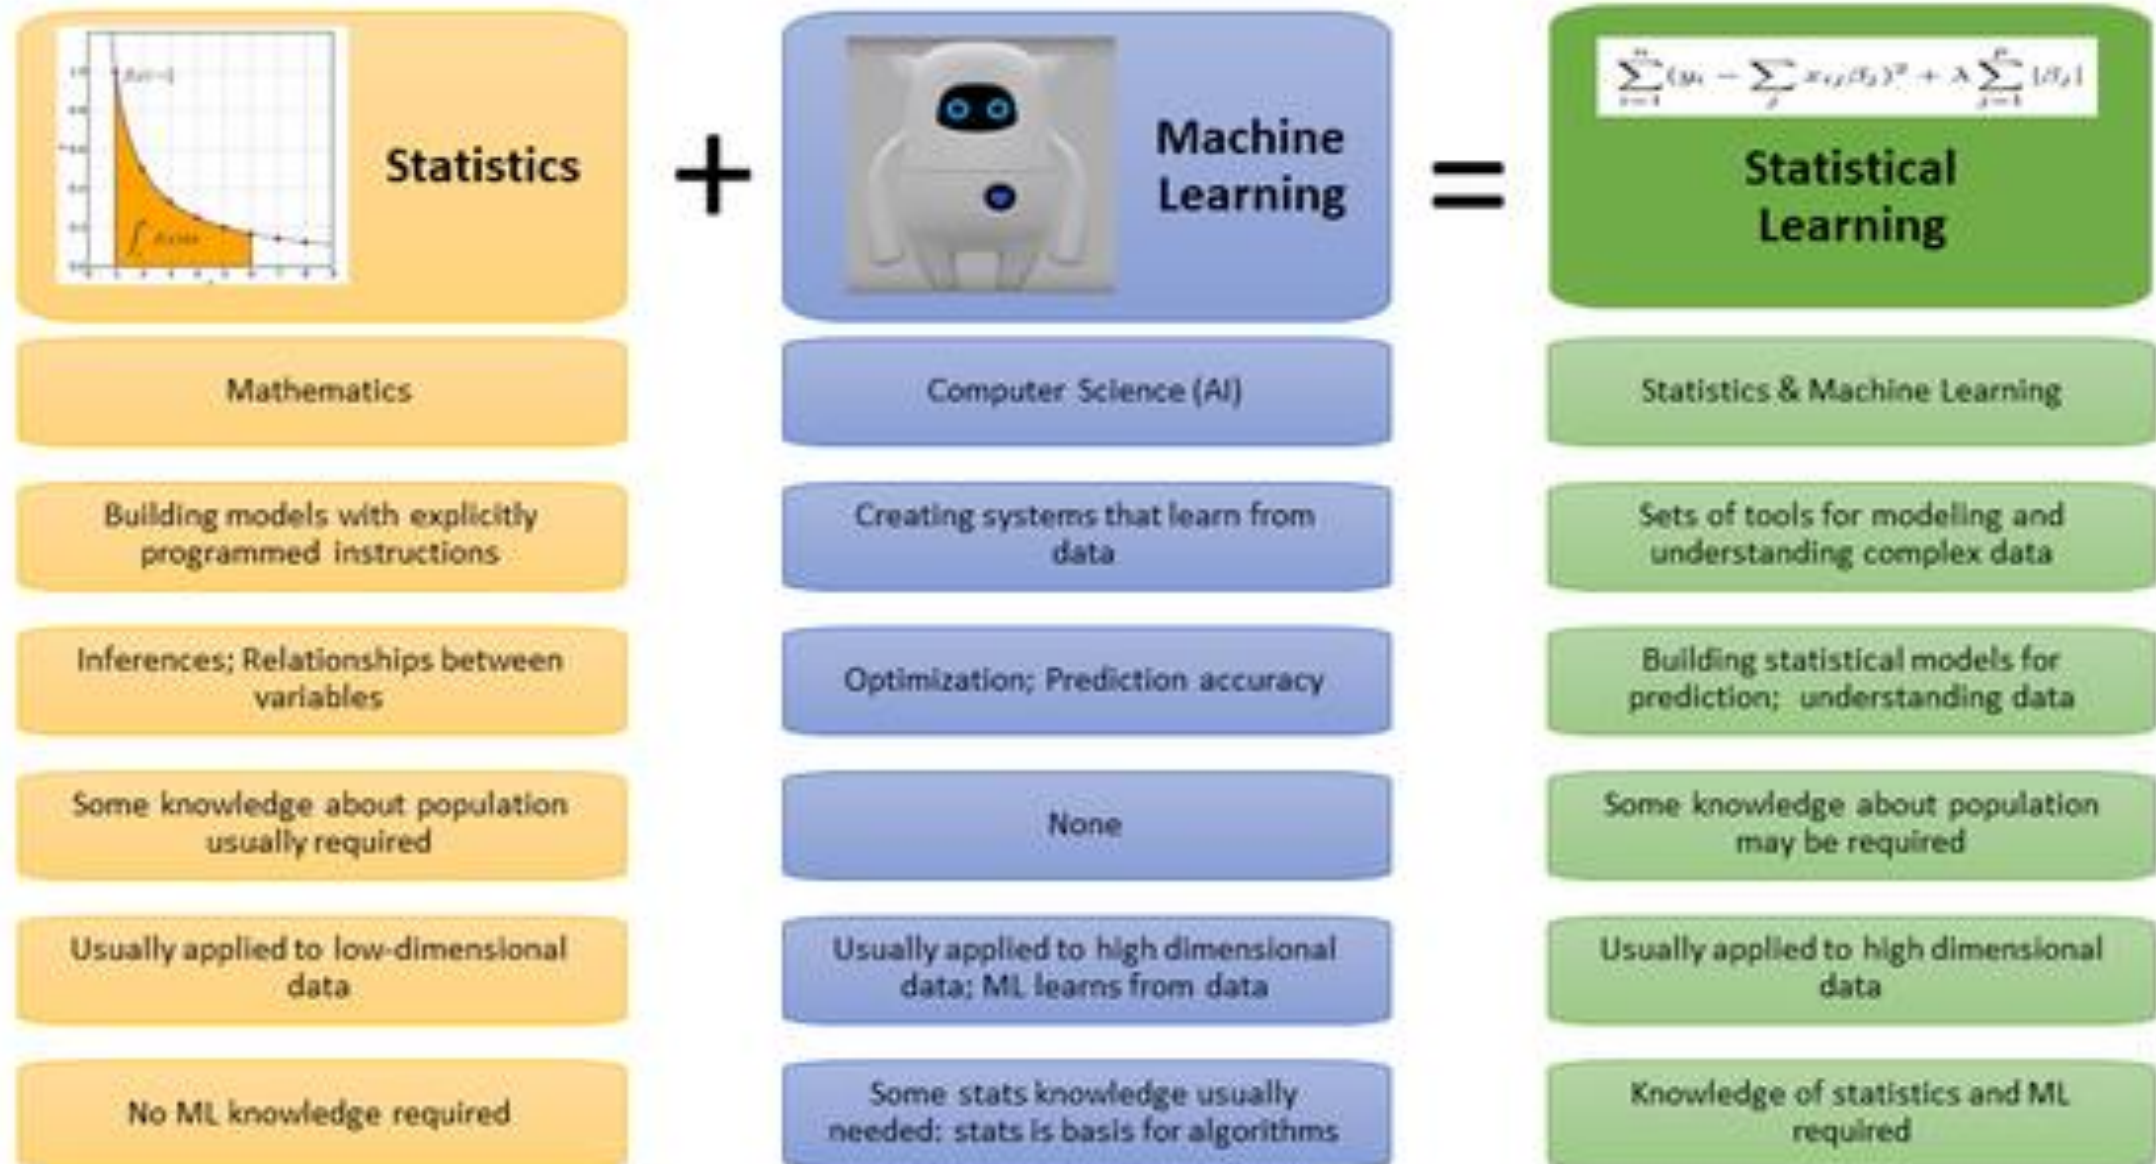 Statistics
+
Machine
Learning
=
Statistical
Learning
Mathematics
Computer Science (AI)
Statistics & Machine Learning
Building models with explicitly
programmed instructions
Creating systems that learn from
data
Sets of tools for modeling and
understanding complex data
Inferences; Relationships between
variables
Optimization; Prediction accuracy
Building statistical models for
prediction; understanding data
Some knowledge about population
usually required
None
Some knowledge about population
may be required
Usually applied to low-dimensional
data
Usually applied to high dimensional
data; ML learns from data
Usually applied to high dimensional
data
No ML knowledge required
Some stats knowledge usually
needed: stats is basis for algorithms
Knowledge of statistics and ML
required